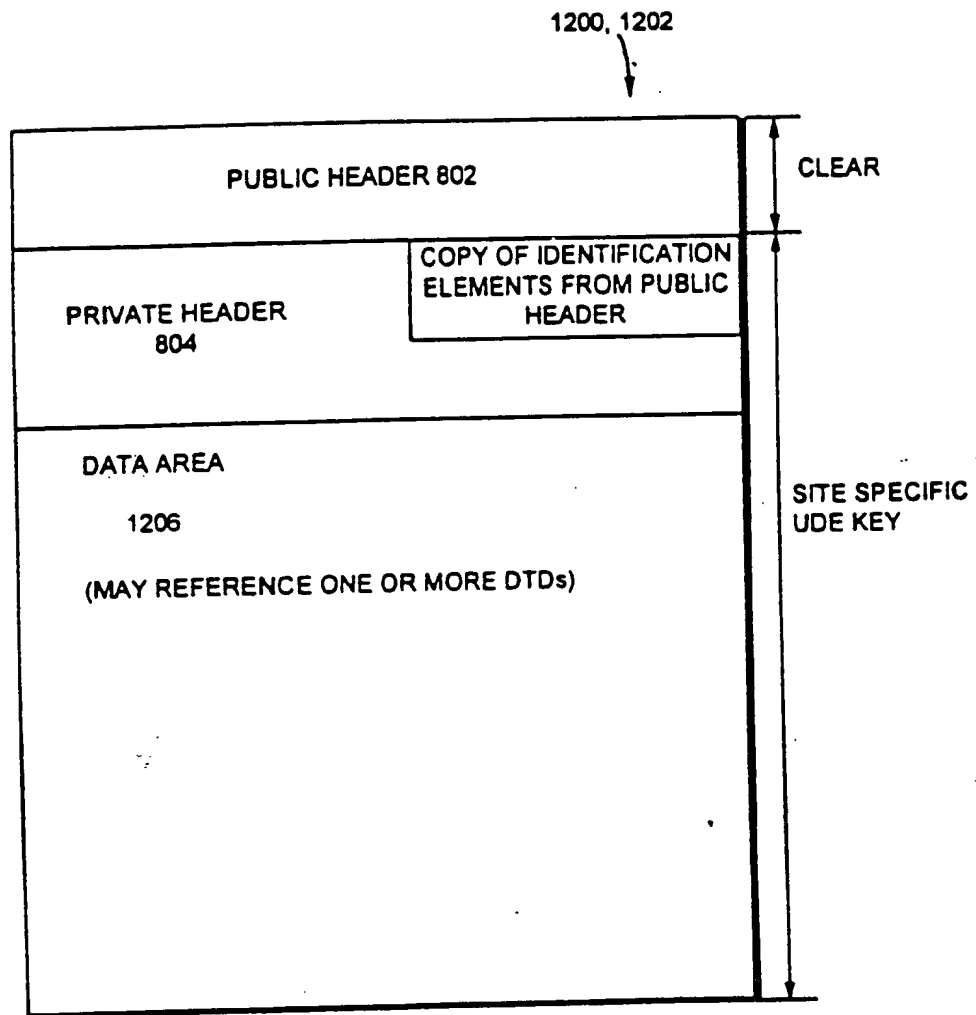 1200, 1202
PUBLIC HEADER 802
CLEAR
COPY OF IDENTIFICATION
ELEMENTS FROM PUBLIC
HEADER
PRIVATE HEADER
804
DATA AREA
1206
(MAY REFERENCE ONE OR MORE DTDs)
SITE SPECIFIC
UDE KEY